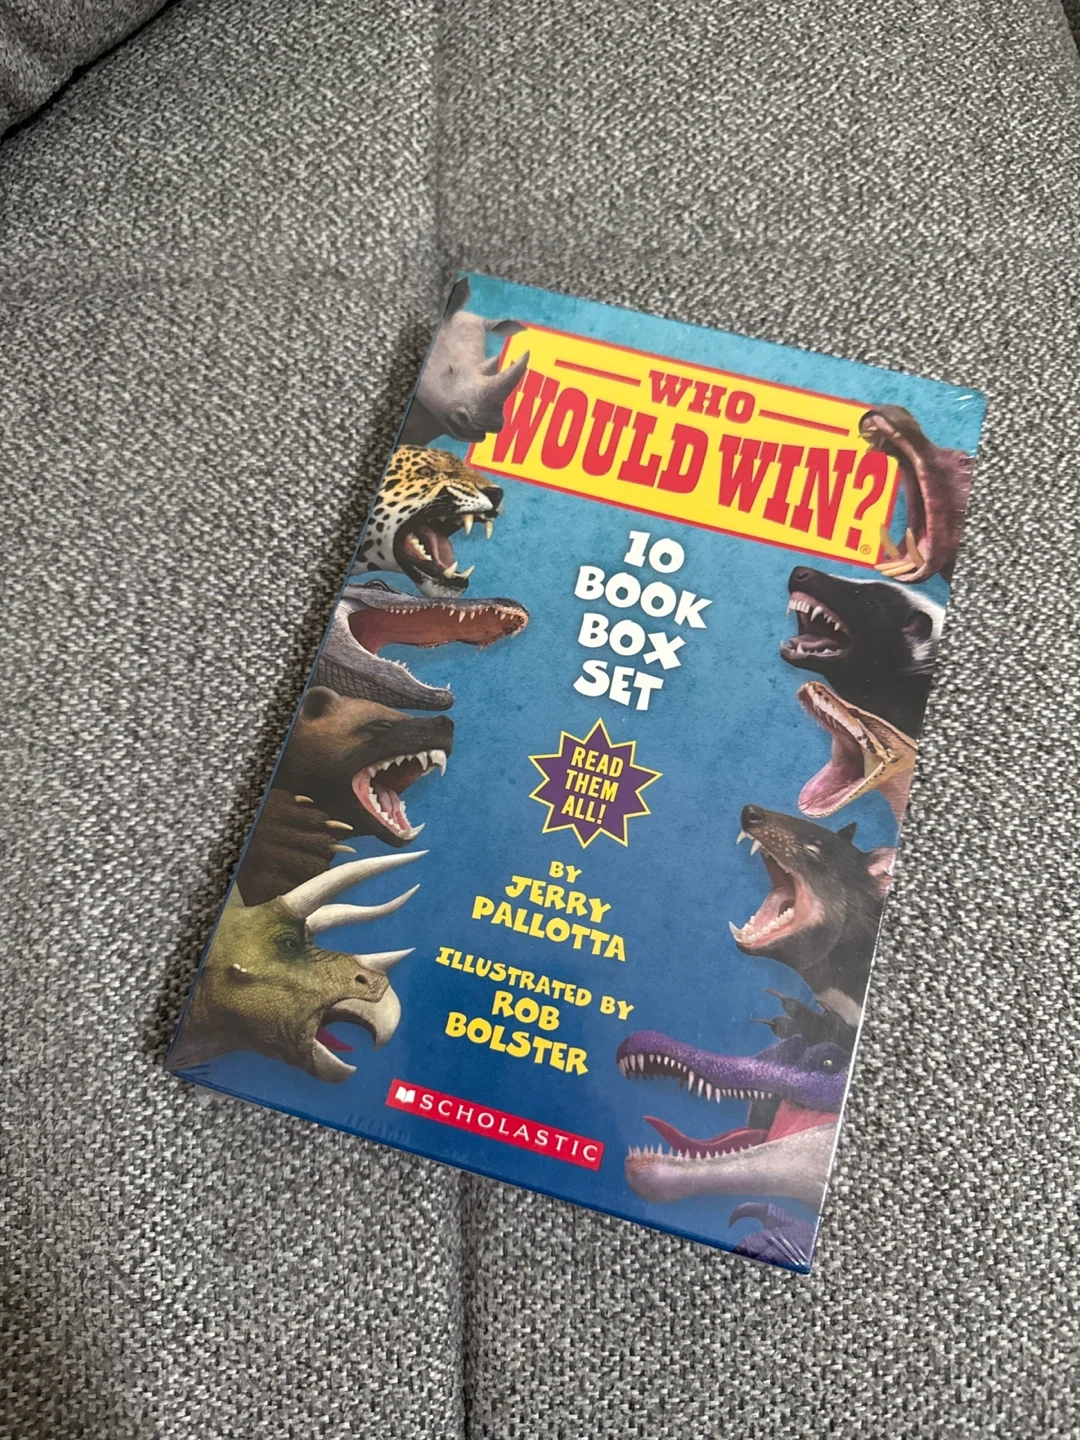 WHO
WOULD WIN?®
10
BOOK
BOX
SET
READ
THEM
ALL!
BY
JERRY
PALLOTTA
ILLUSTRATED BY
ROB
BOLSTER
SCHOLASTIC